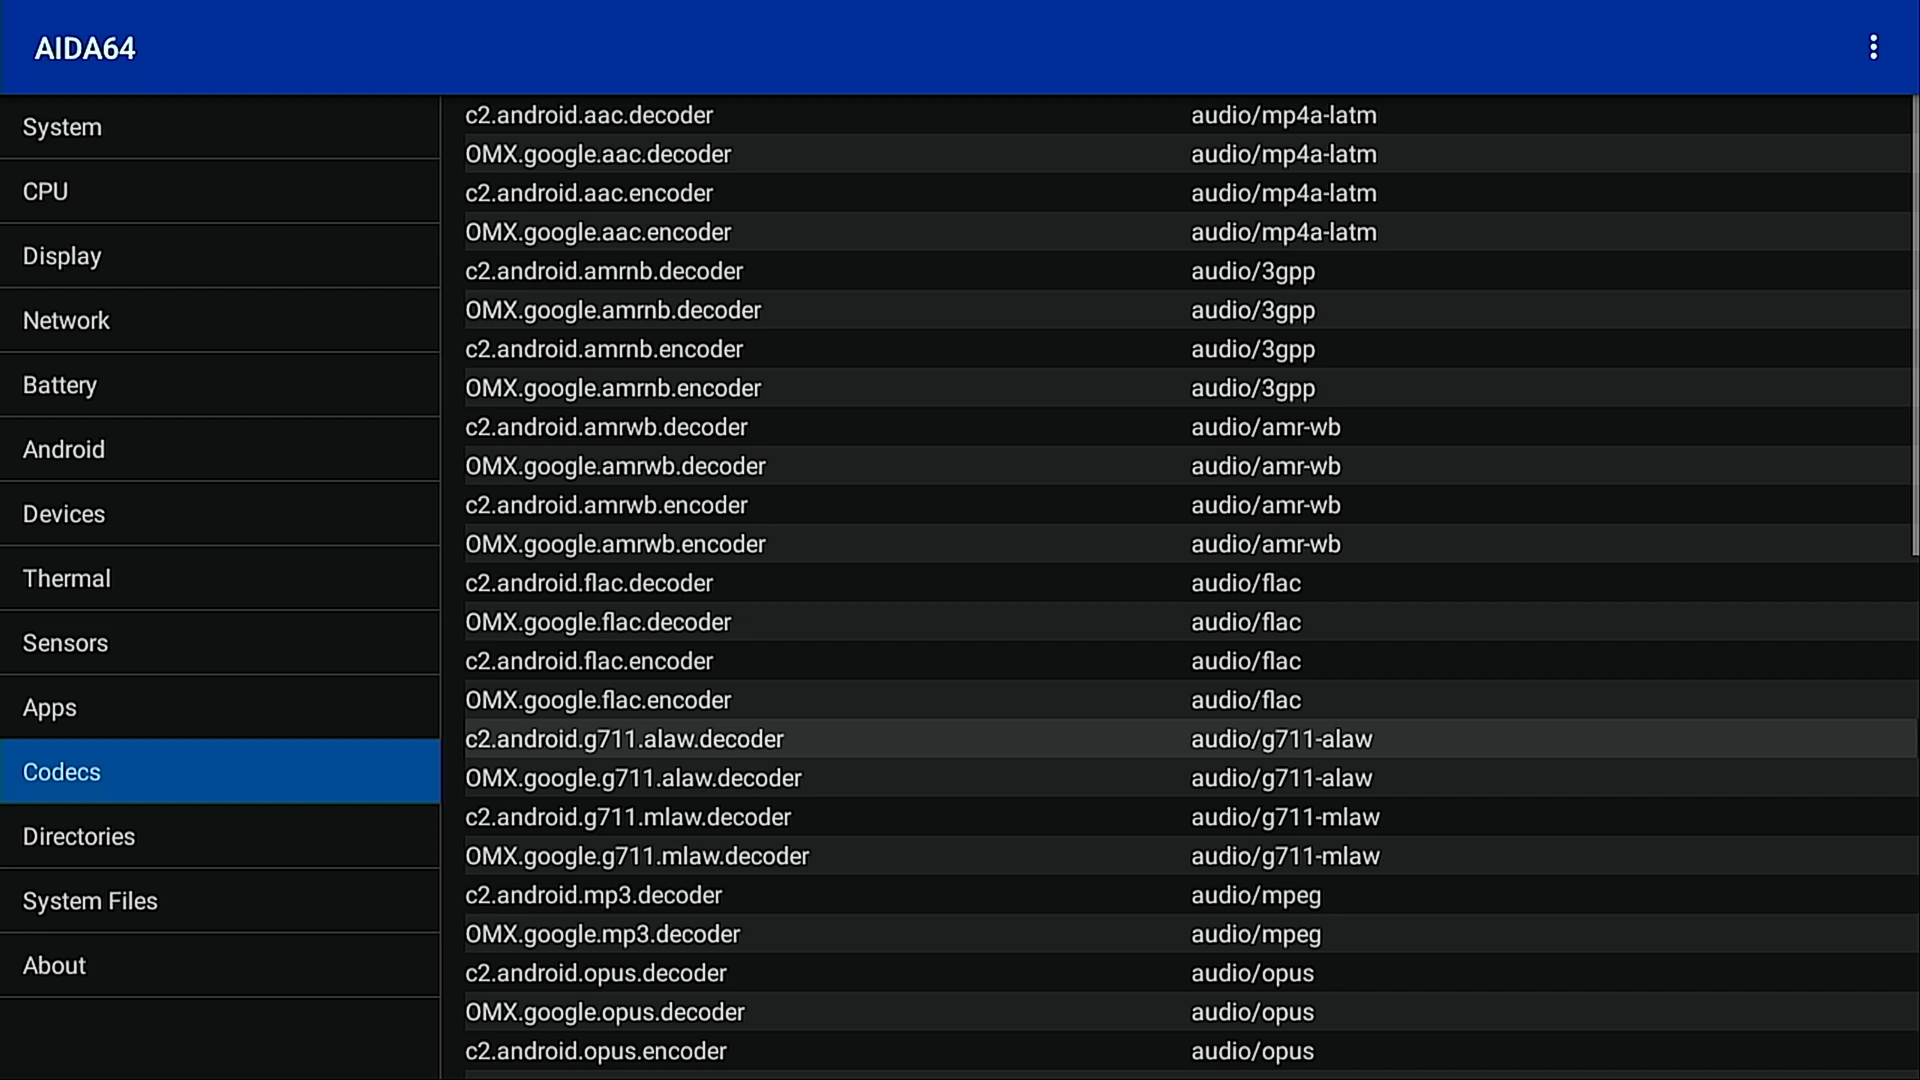 AIDA64
System
CPU
Display
Network
Battery
Android
Devices
Thermal
Sensors
Apps
Codecs
Directories
System Files
About
c2.android.aac.decoder audio/mp4a-latm
OMX.google.aac.decoder audio/mp4a-latm
c2.android.aac.encoder audio/mp4a-latm
OMX.google.aac.encoder audio/mp4a-latm
c2.android.amrnb.decoder audio/3gpp
OMX.google.amrnb.decoder audio/3gpp
c2.android.amrnb.encoder audio/3gpp
OMX.google.amrnb.encoder audio/3gpp
c2.android.amrwb.decoder audio/amr-wb
OMX.google.amrwb.decoder audio/amr-wb
c2.android.amrwb.encoder audio/amr-wb
OMX.google.amrwb.encoder audio/amr-wb
c2.android.flac.decoder audio/flac
OMX.google.flac.decoder audio/flac
c2.android.flac.encoder audio/flac
OMX.google.flac.encoder audio/flac
c2.android.g711.alaw.decoder audio/g711-alaw
OMX.google.g711.alaw.decoder audio/g711-alaw
c2.android.g711.mlaw.decoder audio/g711-mlaw
OMX.google.g711.mlaw.decoder audio/g711-mlaw
c2.android.mp3.decoder audio/mpeg
OMX.google.mp3.decoder audio/mpeg
c2.android.opus.decoder audio/opus
OMX.google.opus.decoder audio/opus
c2.android.opus.encoder audio/opus